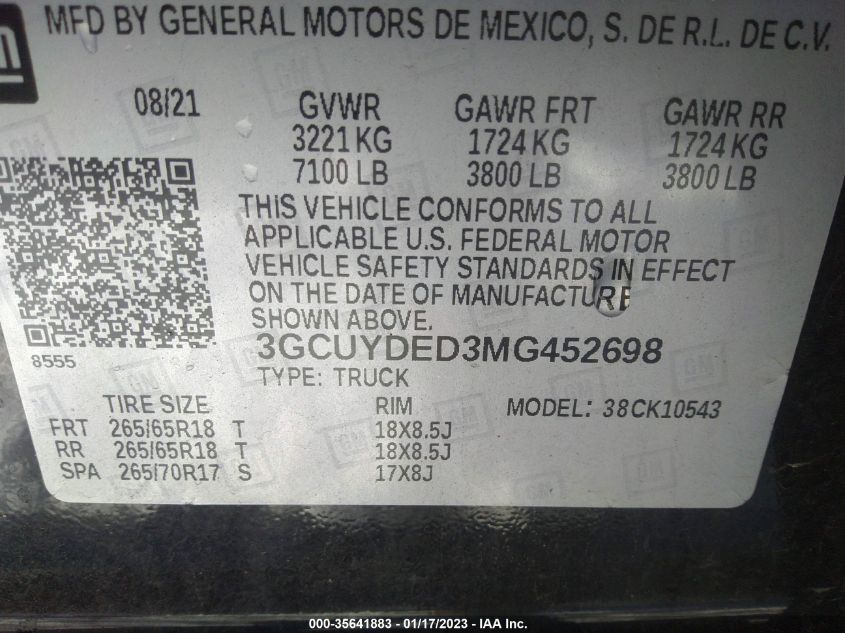 GM
MFD BY GENERAL MOTORS DE MEXICO, S. DE R.L. DE C.V.
08/21 GVWR GAWR FRT GAWR RR
3221 KG 1724 KG 1724 KG
7100 LB 3800 LB 3800 LB
THIS VEHICLE CONFORMS TO ALL
APPLICABLE U.S. FEDERAL MOTOR
VEHICLE SAFETY STANDARDS IN EFFECT
ON THE DATE OF MANUFACTURE
SHOWN ABOVE.
8555
3GCUYDED3MG452698
TYPE: TRUCK
TIRE SIZE RIM MODEL: 38CK10543
FRT 265/65R18 T 18X8.5J
RR 265/65R18 T 18X8.5J
SPA 265/70R17 S 17X8J
000-35641883 - 01/17/2023 - IAA Inc.